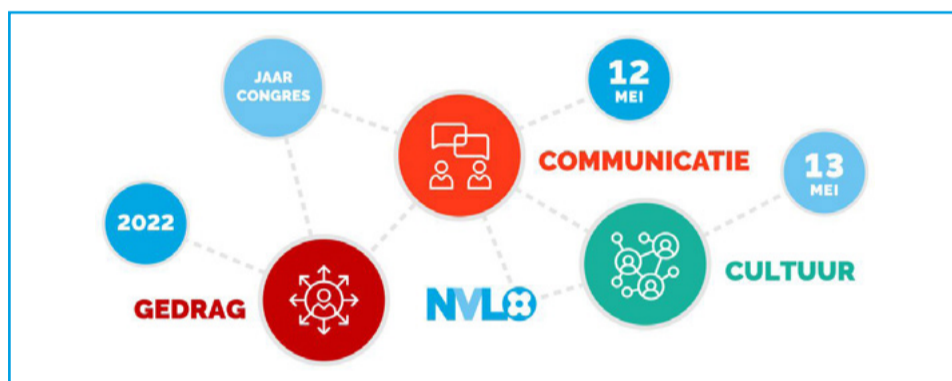 JAAR
CONGRES
12
MEI
COMMUNICATIE
13
MEI
2022
GEDRAG
NVLO
CULTUUR